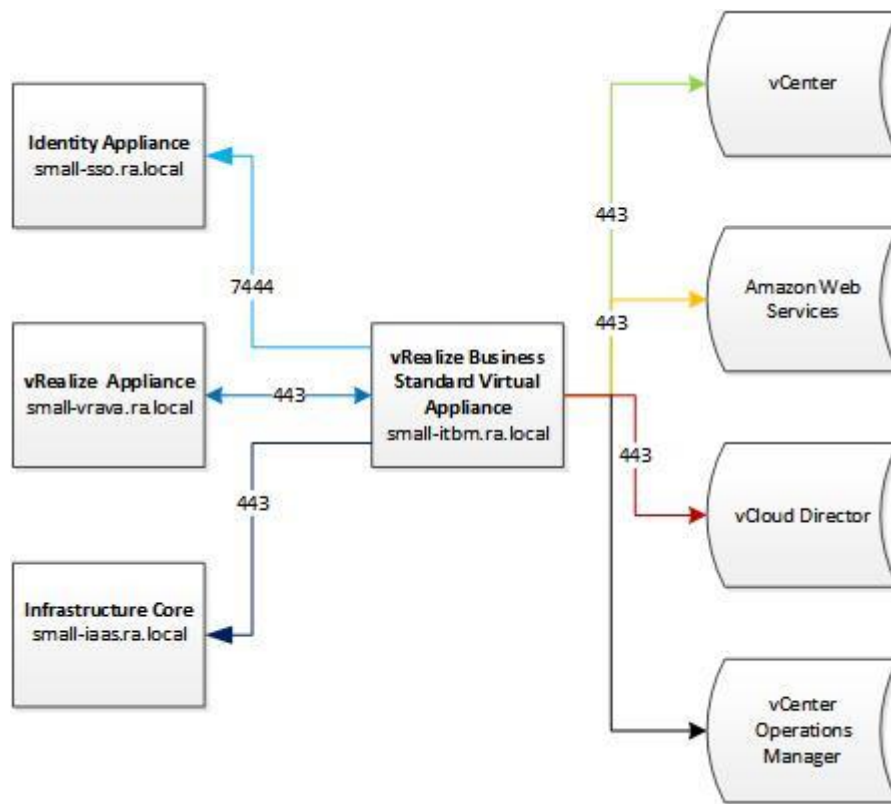 Identity Appliance
small-sso.ra.local
7444
vRealize Appliance
small-vrava.ra.local
443
Infrastructure Core
small-iaas.ra.local
443
vRealize Business
Standard Virtual
Appliance
small-itbm.ra.local
443
443
443
vCenter
Amazon Web
Services
vCloud Director
vCenter
Operations
Manager